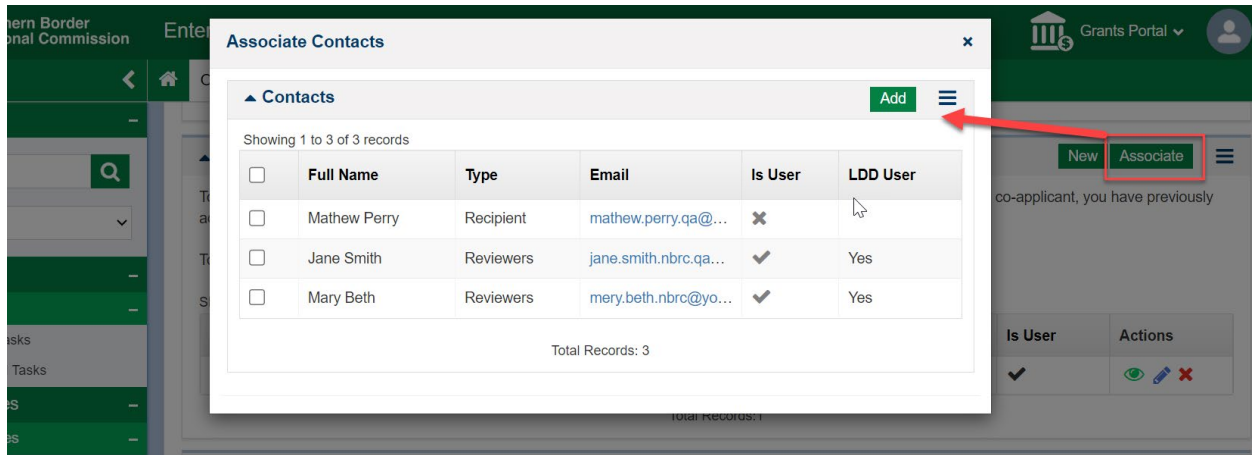 hern Border
onal Commission
Enter
Grants Portal
Associate Contacts
×
Contacts
Add
Showing 1 to 3 of 3 records
Full Name Type Email Is User LDD User
Mathew Perry Recipient mathew.perry.qa@...
Jane Smith Reviewers jane.smith.nbrc.qa... Yes
Mary Beth Reviewers mery.beth.nbrc@yo... Yes
Total Records: 3
New Associate
co-applicant, you have previously
Is User Actions
Tasks
Total Records:1